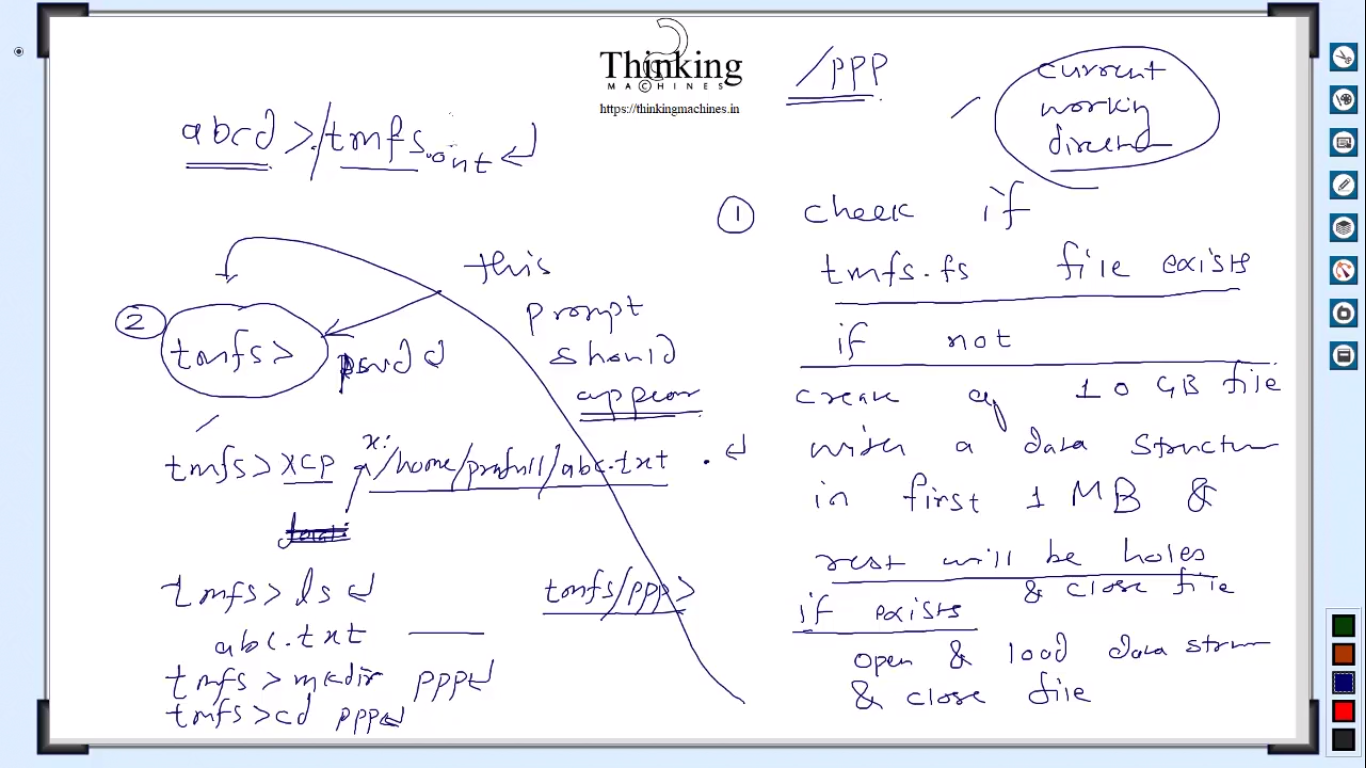 Thinking
MACHINES
https://thinkingmachines.in
/ppp
current
working
abcd >./tmfs.out ↵
① check if
tmfs.fs file exists
if not
create a 10 GB file
with a data structure
in first 1 MB &
rest will be holes
& close file
if exists
open & load data
& close file
this
prompt
should
appear
② tmfs> pwd ↵
tmfs> xcp x:/home/prafull/abc.txt . ↵
tmfs> ls ↵
abc.txt
tmfs > mkdir ppp ↵
tmfs > cd ppp ↵
tmfs/ppp>